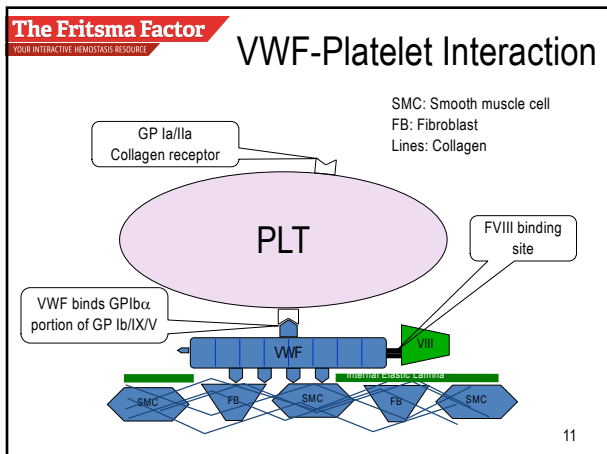 The Fritsma Factor
YOUR INTERACTIVE HEMOSTASIS RESOURCE
VWF-Platelet Interaction
SMC: Smooth muscle cell
FB: Fibroblast
Lines: Collagen
GP Ia/IIa
Collagen receptor
PLT
FVIII binding
site
VWF binds GPIbα
portion of GP Ib/IX/V
VWF
VIII
Internal Elastic Lamina
SMC
FB
SMC
FB
SMC
11